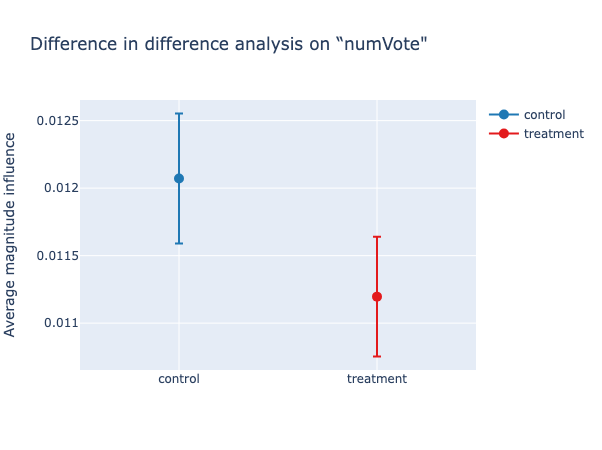 Difference in difference analysis on “numVote"
Average magnitude influence
0.0125
0.012
0.0115
0.011
control
treatment
control
treatment